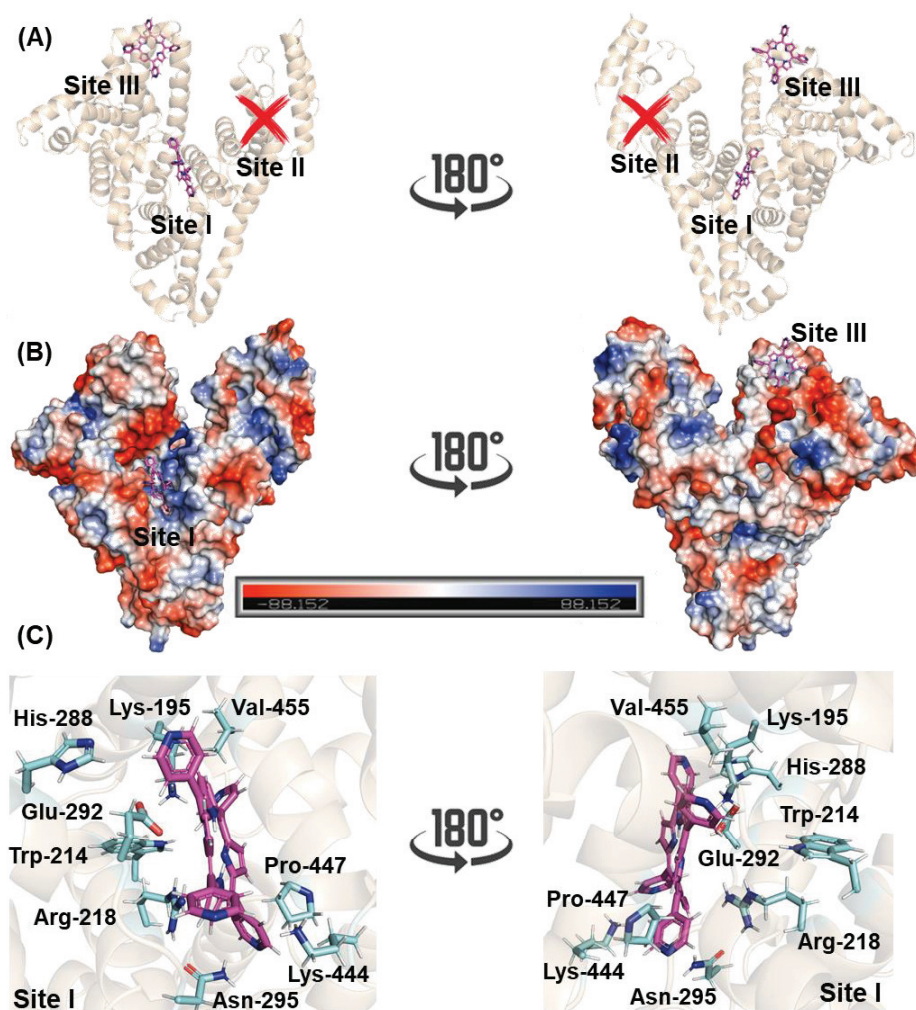 (A)
Site III
Site II
Site I
180°
Site III
Site II
Site I
(B)
Site I
180°
Site III
-88.152 88.152
(C)
His-288
Lys-195
Val-455
Glu-292
Trp-214
Pro-447
Arg-218
Lys-444
Asn-295
Site I
180°
Val-455
Lys-195
His-288
Trp-214
Glu-292
Pro-447
Arg-218
Lys-444
Asn-295
Site I